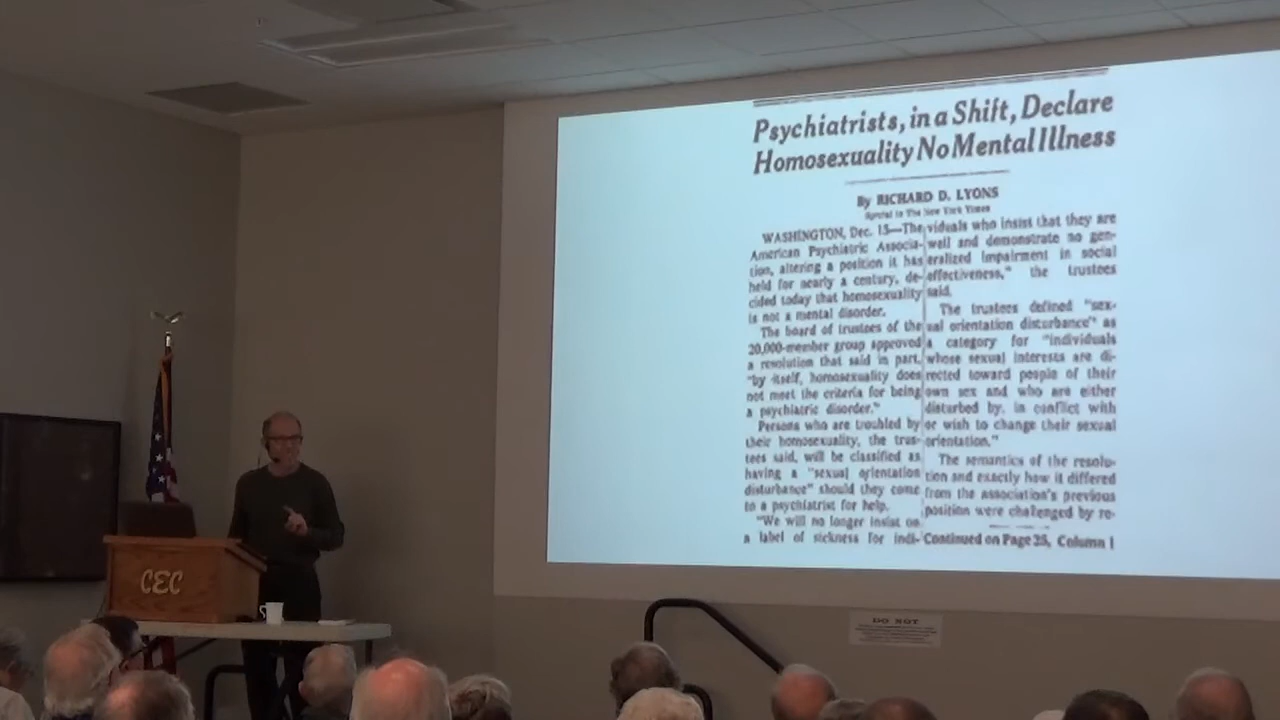 Psychiatrists, in a Shift, Declare
Homosexuality No Mental Illness
By RICHARD D. LYONS
Special to The New York Times
WASHINGTON, Dec. 15—The
American Psychiatric Associa-
tion, altering a position it has
held for nearly a century, de-
cided today that homosexuality
is not a mental disorder.
The board of trustees of the
20,000-member group approved
a resolution that said in part,
"by itself, homosexuality does
not meet the criteria for being
a psychiatric disorder."
Persons who are troubled by
their homosexuality, the trus-
tees said, will be classified as
having a "sexual orientation
disturbance" should they come
to a psychiatrist for help.
"We will no longer insist on
a label of sickness for indi-
viduals who insist that they are
well and demonstrate no gen-
eralized impairment in social
effectiveness," the trustees
said.
The trustees defined "sex-
ual orientation disturbance" as
a category for "individuals
whose sexual interests are di-
rected toward people of their
own sex and who are either
disturbed by, in conflict with
or wish to change their sexual
orientation."
The semantics of the resolu-
tion and exactly how it differed
from the association's previous
position were challenged by re-
Continued on Page 25, Column 1
CEC
DO NOT